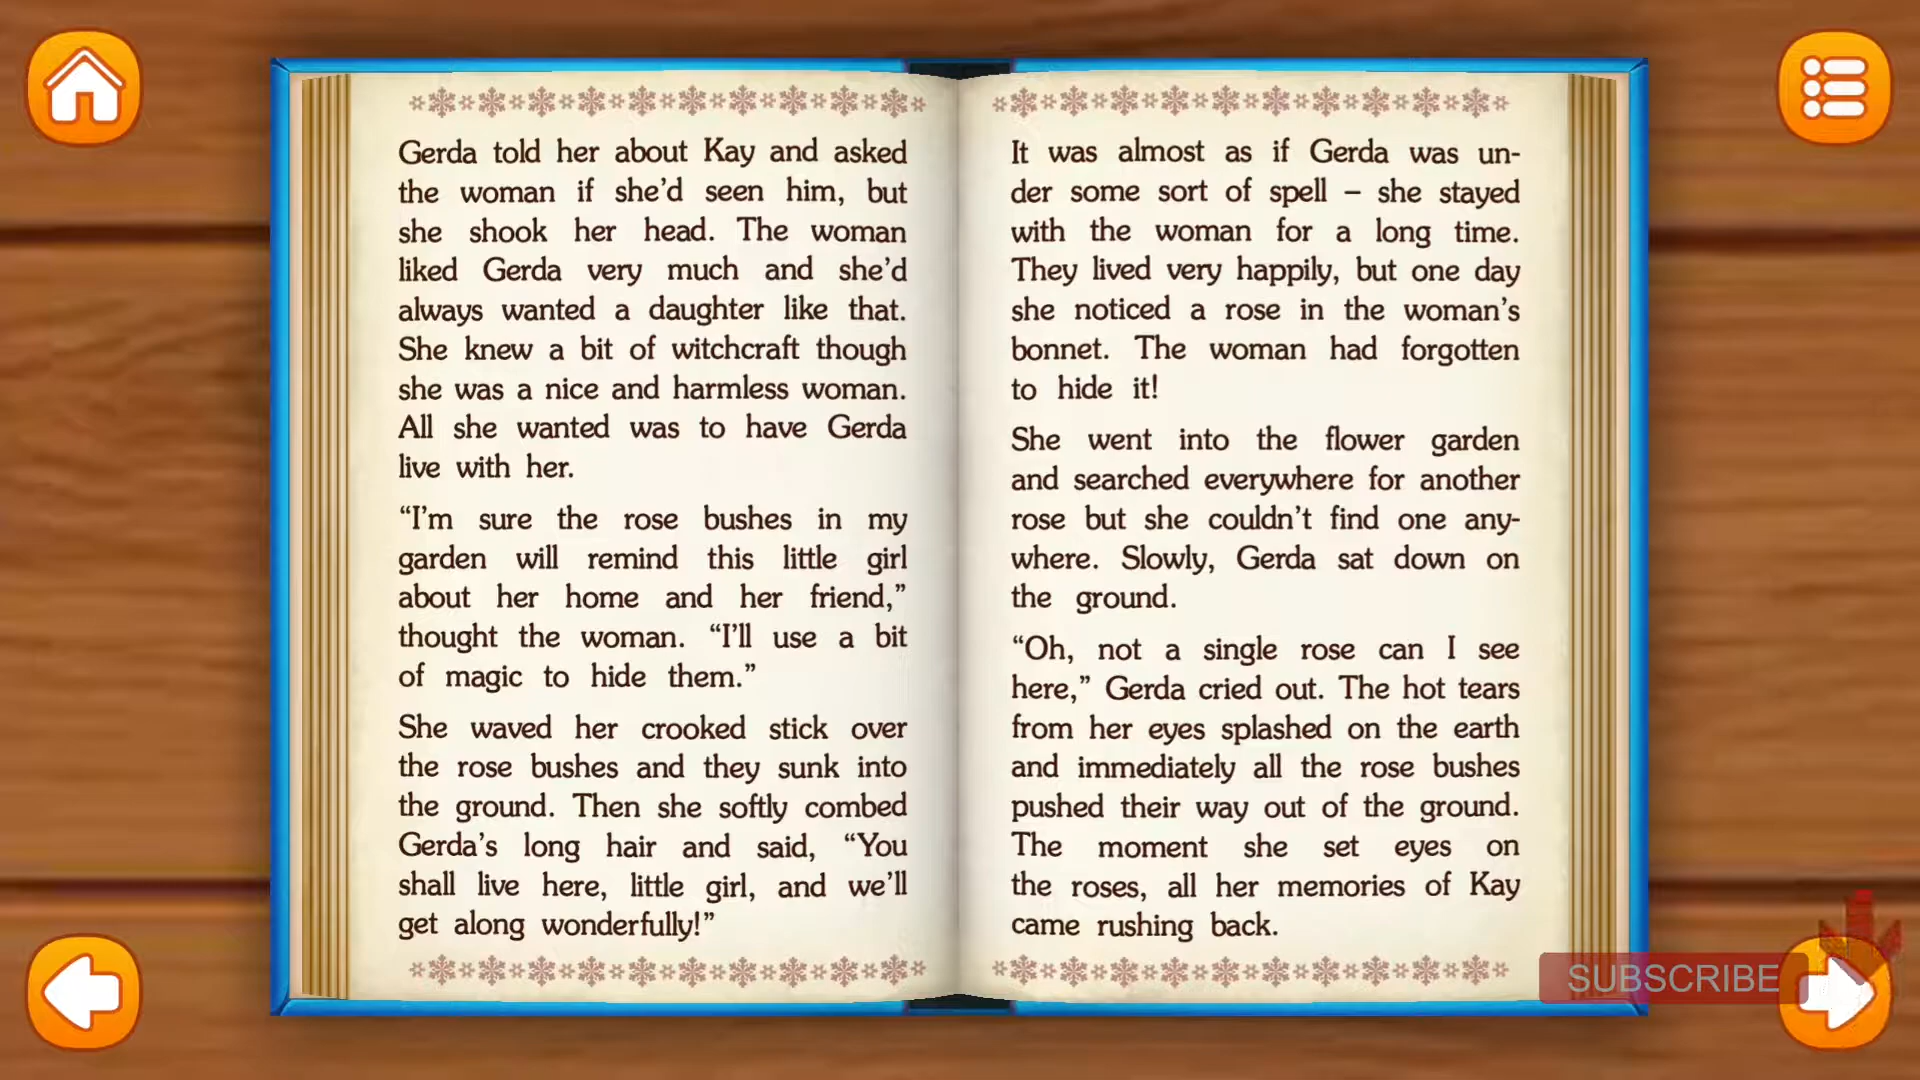 Gerda told her about Kay and asked
the woman if she’d seen him, but
she shook her head. The woman
liked Gerda very much and she’d
always wanted a daughter like that.
She knew a bit of witchcraft though
she was a nice and harmless woman.
All she wanted was to have Gerda
live with her.
“I’m sure the rose bushes in my
garden will remind this little girl
about her home and her friend,”
thought the woman. “I’ll use a bit
of magic to hide them.”
She waved her crooked stick over
the rose bushes and they sunk into
the ground. Then she softly combed
Gerda’s long hair and said, “You
shall live here, little girl, and we’ll
get along wonderfully!”
It was almost as if Gerda was un-
der some sort of spell – she stayed
with the woman for a long time.
They lived very happily, but one day
she noticed a rose in the woman’s
bonnet. The woman had forgotten
to hide it!
She went into the flower garden
and searched everywhere for another
rose but she couldn’t find one any-
where. Slowly, Gerda sat down on
the ground.
“Oh, not a single rose can I see
here,” Gerda cried out. The hot tears
from her eyes splashed on the earth
and immediately all the rose bushes
pushed their way out of the ground.
The moment she set eyes on
the roses, all her memories of Kay
came rushing back.
SUBSCRIBE